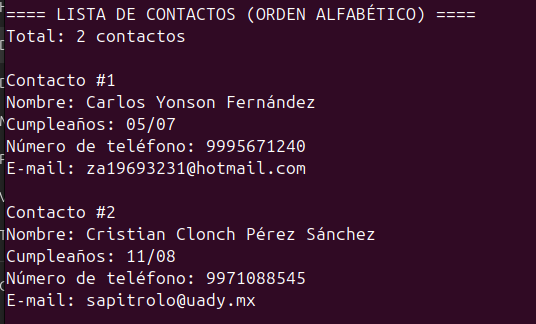 ==== LISTA DE CONTACTOS (ORDEN ALFABÉTICO) ====
Total: 2 contactos
Contacto #1
Nombre: Carlos Yonson Fernández
Cumpleaños: 05/07
Número de teléfono: 9995671240
E-mail: za19693231@hotmail.com
Contacto #2
Nombre: Cristian Clonch Pérez Sánchez
Cumpleaños: 11/08
Número de teléfono: 9971088545
E-mail: sapitrolo@uady.mx